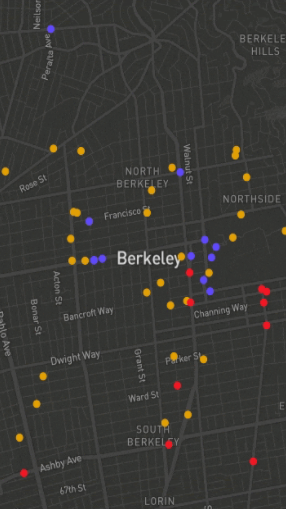 Neilson
BERKELE
HILLS
Peralta Ave
Walnut St
NORTH
BERKELEY
Rose St
NORTHSIDE
Francisco St
Berkeley
Acton St
Bonar St
Bancroft Way
Channing Way
Pablo Ave
Grant St
Dwight Way
Parker St
Ward St
SOUTH
BERKELEY
E
Ashby Ave
67th St
LORIN
S